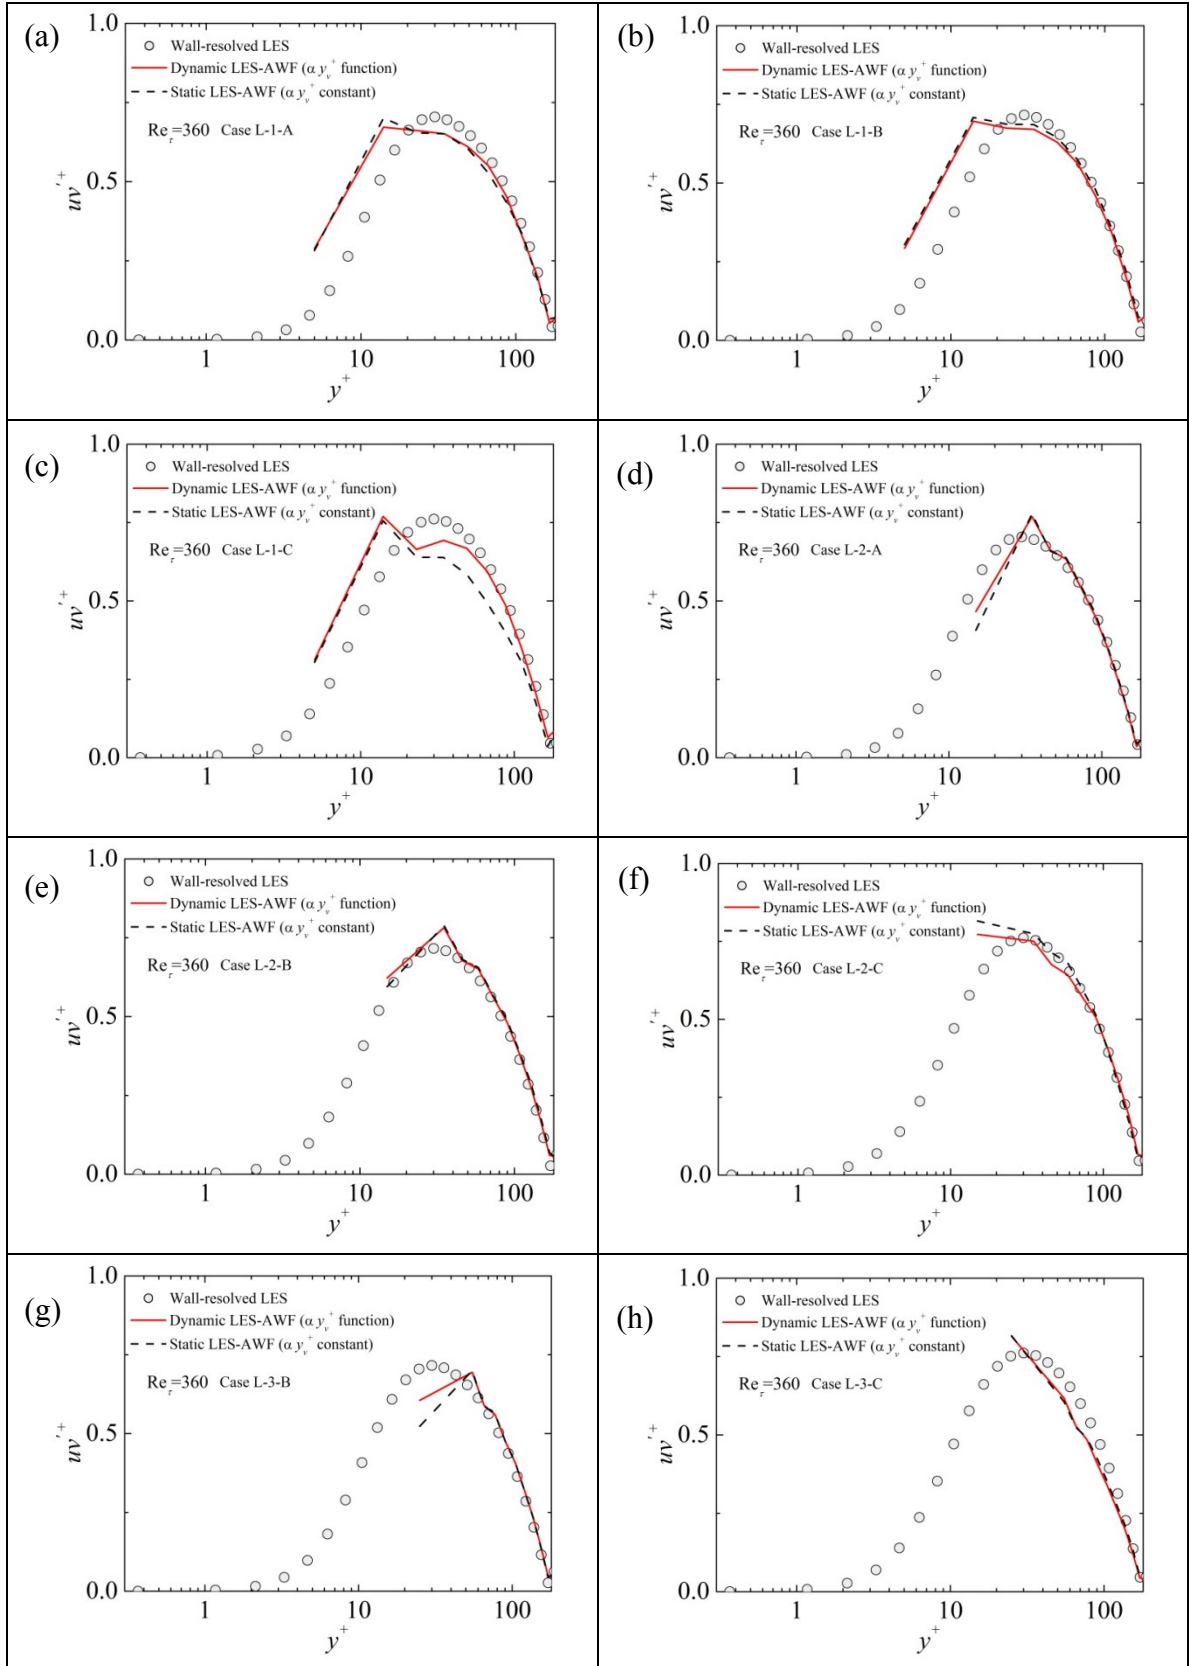 (a)
1.0
Wall-resolved LES
Dynamic LES-AWF (α y_v^+ function)
Static LES-AWF (α y_v^+ constant)
Re_τ=360 Case L-1-A
0.5
uv'^+
0.0
1 10 100
y^+
(b)
1.0
Wall-resolved LES
Dynamic LES-AWF (α y_v^+ function)
Static LES-AWF (α y_v^+ constant)
Re_τ=360 Case L-1-B
0.5
uv'^+
0.0
1 10 100
y^+
(c)
1.0
Wall-resolved LES
Dynamic LES-AWF (α y_v^+ function)
Static LES-AWF (α y_v^+ constant)
Re_τ=360 Case L-1-C
0.5
uv'^+
0.0
1 10 100
y^+
(d)
1.0
Wall-resolved LES
Dynamic LES-AWF (α y_v^+ function)
Static LES-AWF (α y_v^+ constant)
Re_τ=360 Case L-2-A
0.5
uv'^+
0.0
1 10 100
y^+
(e)
1.0
Wall-resolved LES
Dynamic LES-AWF (α y_v^+ function)
Static LES-AWF (α y_v^+ constant)
Re_τ=360 Case L-2-B
0.5
uv'^+
0.0
1 10 100
y^+
(f)
1.0
Wall-resolved LES
Dynamic LES-AWF (α y_v^+ function)
Static LES-AWF (α y_v^+ constant)
Re_τ=360 Case L-2-C
0.5
uv'^+
0.0
1 10 100
y^+
(g)
1.0
Wall-resolved LES
Dynamic LES-AWF (α y_v^+ function)
Static LES-AWF (α y_v^+ constant)
Re_τ=360 Case L-3-B
0.5
uv'^+
0.0
1 10 100
y^+
(h)
1.0
Wall-resolved LES
Dynamic LES-AWF (α y_v^+ function)
Static LES-AWF (α y_v^+ constant)
Re_τ=360 Case L-3-C
0.5
uv'^+
0.0
1 10 100
y^+